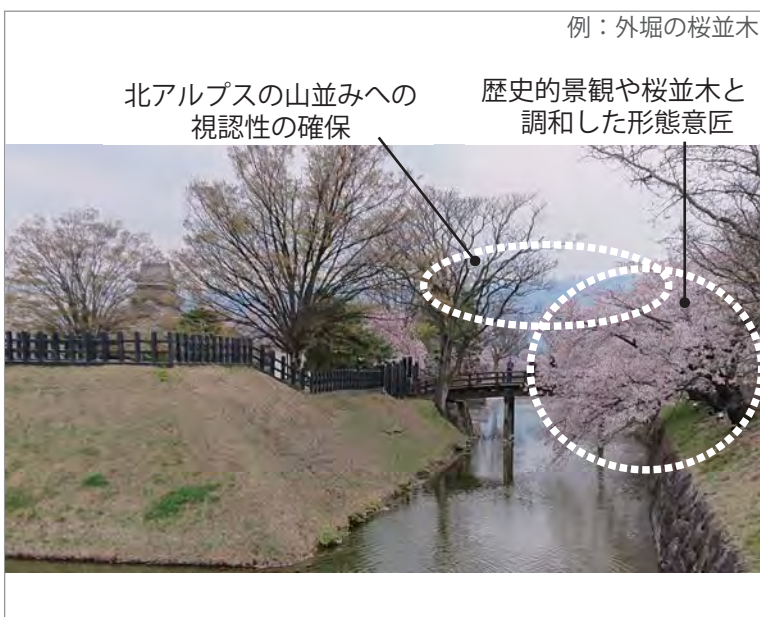 例：外堀の桜並木
北アルプスの山並みへの
視認性の確保
歴史的景観や桜並木と
調和した形態意匠